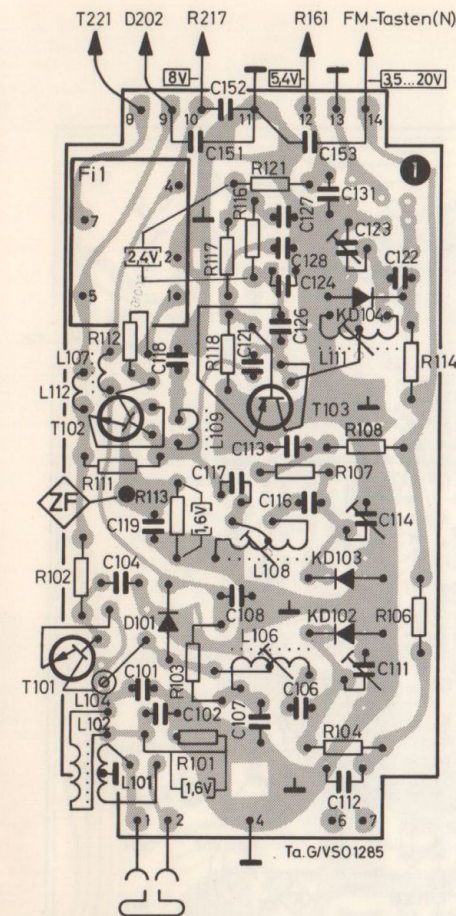 T221 D202 R217 R161 FM-Tasten(N)
8V C152 5,4V 3,5...20V
8 9 10 11 12 13 14
C151 C153
Fi1 R121 1
4 C131
R116 C127
7 C123
R117
2,4V 2 C128 C122
C124
5 1 KD104
C126
R112
L107 C118 R118 C121 L111 R114
L112
T102 L109 T103
C113 R108
R111 C117 R107
ZF R113 C116
C119 1,6V C114
L108 KD103
R102 C104
D101 C108 KD102 R106
L106
T101 R103 C111
C101
L104 C106
L102 C102 C107
R104
L101 R101
1,6V C112
1 2 4 6 7
Ta.G/VSO1285